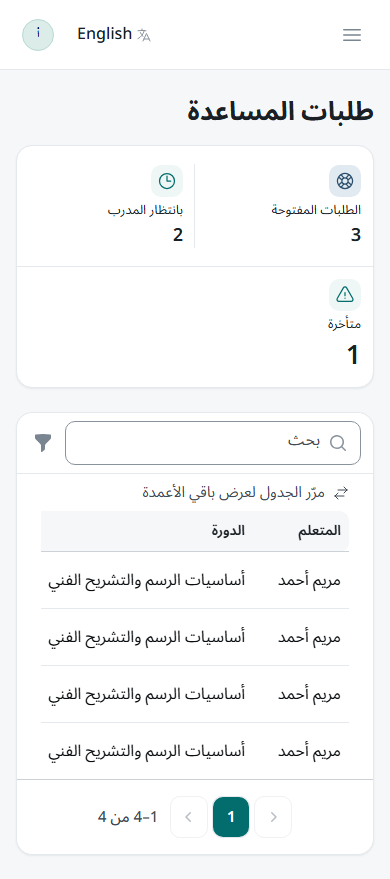 English
i
طلبات المساعدة
الطلبات المفتوحة
3
بانتظار المدرب
2
متأخرة
1
بحث
مرّر الجدول لعرض باقي الأعمدة
المتعلم الدورة
مريم أحمد أساسيات الرسم والتشريح الفني
مريم أحمد أساسيات الرسم والتشريح الفني
مريم أحمد أساسيات الرسم والتشريح الفني
مريم أحمد أساسيات الرسم والتشريح الفني
1
1–4 من 4